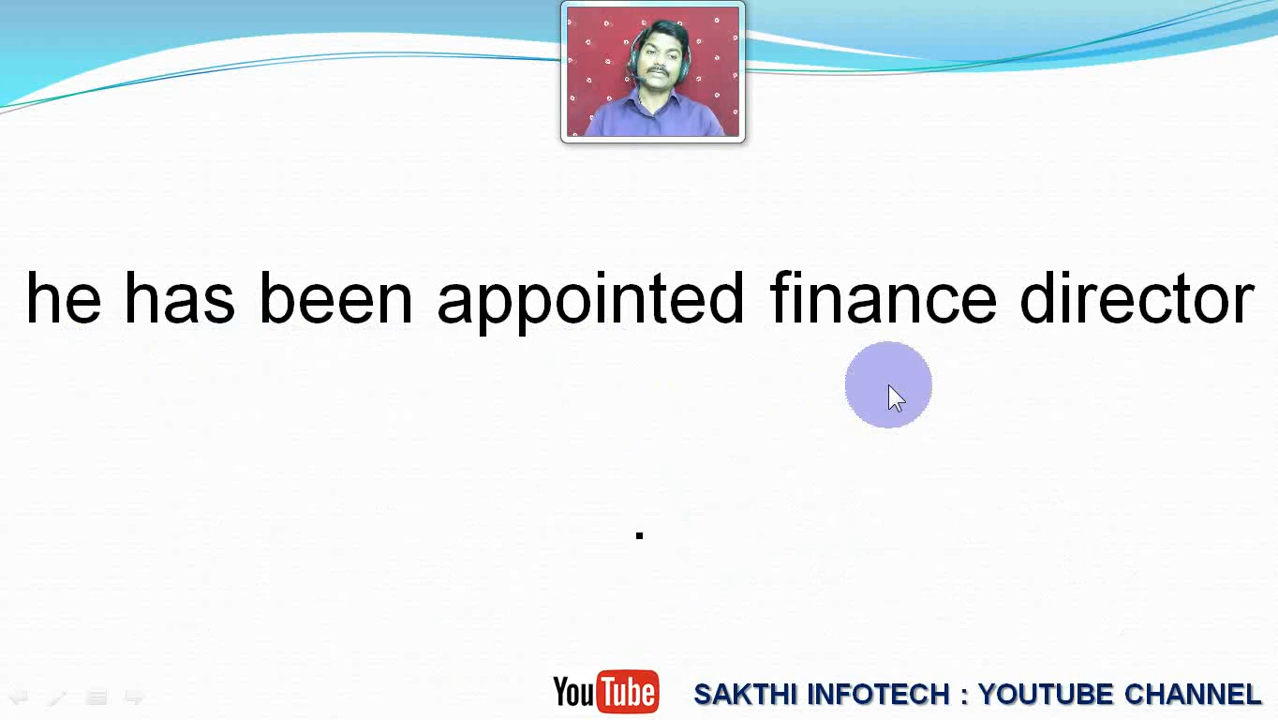 he has been appointed finance director
.
YouTube SAKTHI INFOTECH : YOUTUBE CHANNEL